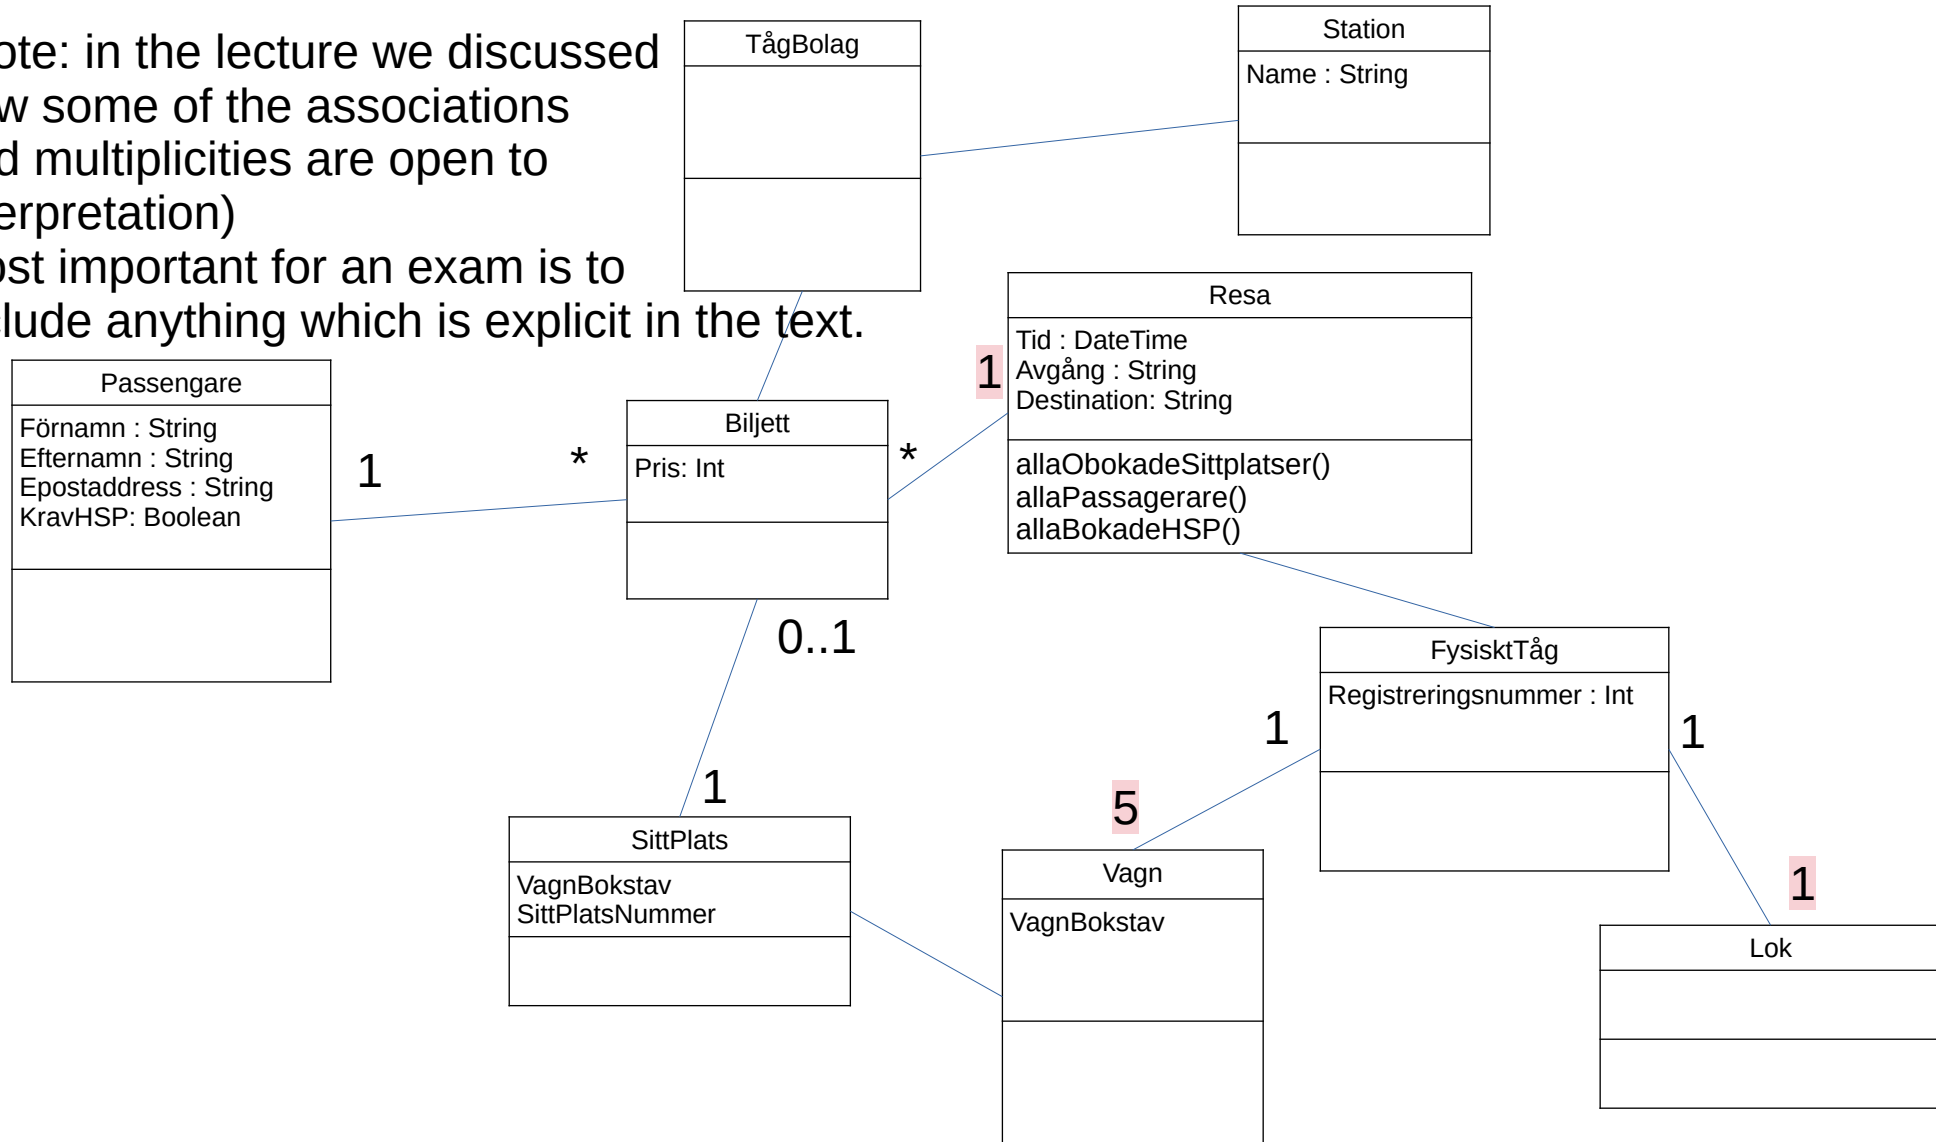 ote: in the lecture we discussed
w some of the associations
d multiplicities are open to
erpretation)
ost important for an exam is to
clude anything which is explicit in the text.
TågBolag
Station
Name : String
Resa
Tid : DateTime
Avgång : String
Destination: String
allaObokadeSittplatser()
allaPassagerare()
allaBokadeHSP()
1
*
Passengare
Förnamn : String
Efternamn : String
Epostaddress : String
KravHSP: Boolean
1
*
Biljett
Pris: Int
0..1
1
FysisktTåg
Registreringsnummer : Int
1
1
5
1
SittPlats
VagnBokstav
SittPlatsNummer
Vagn
VagnBokstav
Lok